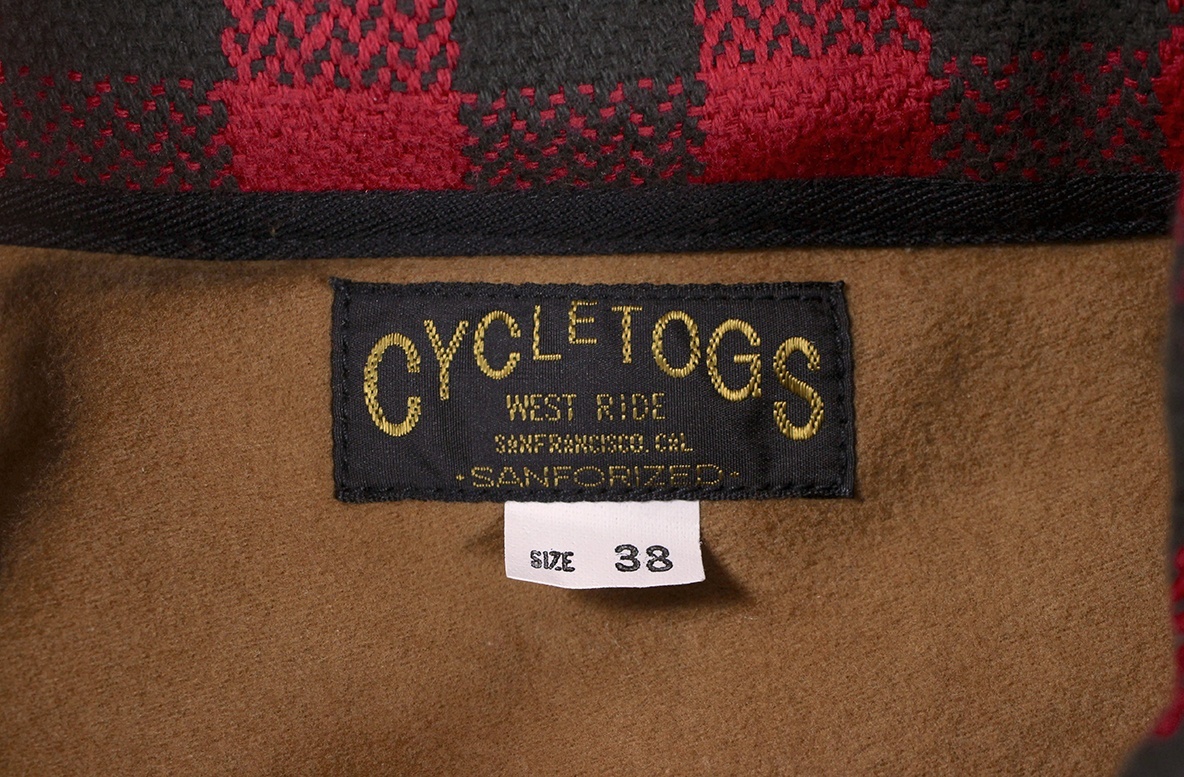 CYCLETOGS
WEST RIDE
SANFRANCISCO. CAL
·SANFORIZED·
SIZE 38